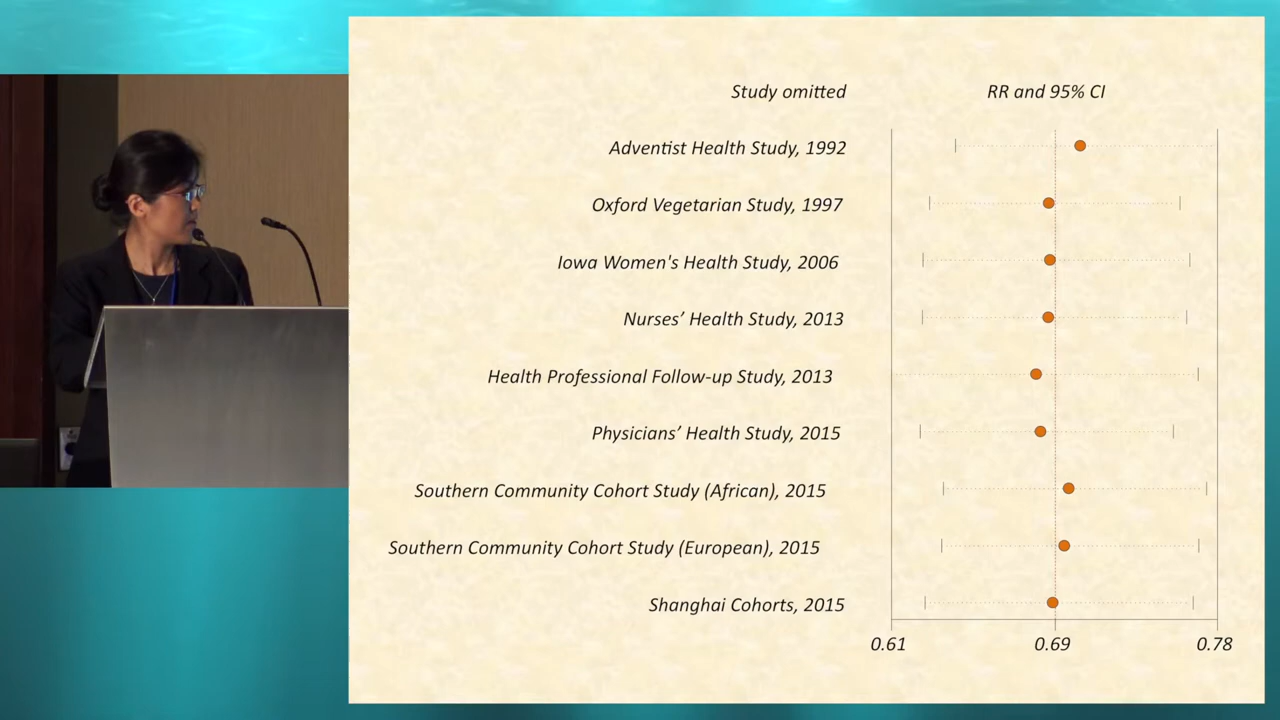 Study omitted RR and 95% CI
Adventist Health Study, 1992
Oxford Vegetarian Study, 1997
Iowa Women's Health Study, 2006
Nurses’ Health Study, 2013
Health Professional Follow-up Study, 2013
Physicians’ Health Study, 2015
Southern Community Cohort Study (African), 2015
Southern Community Cohort Study (European), 2015
Shanghai Cohorts, 2015
0.61 0.69 0.78